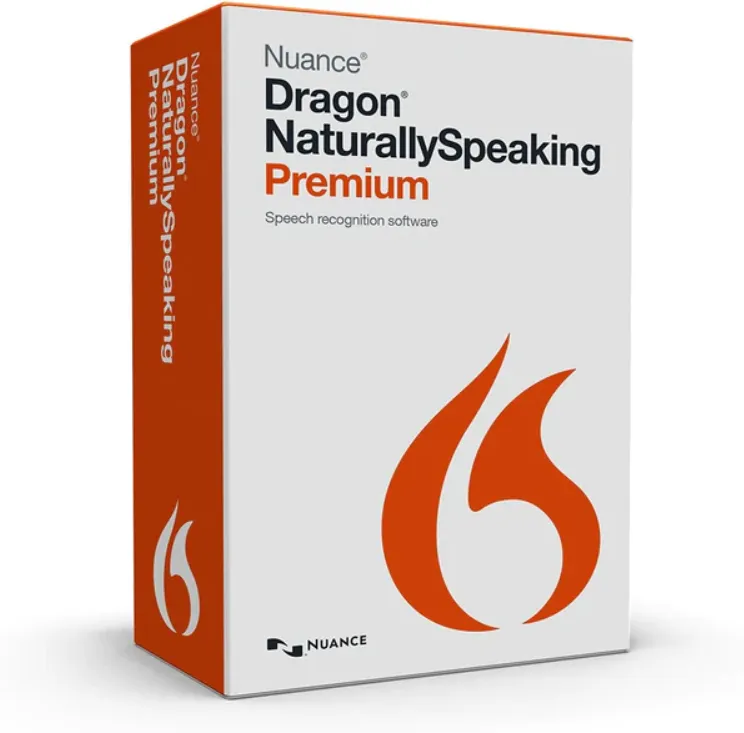 Nuance®
Dragon®
NaturallySpeaking
Premium
Speech recognition software
NUANCE
Nuance®
Dragon®
NaturallySpeaking
Premium